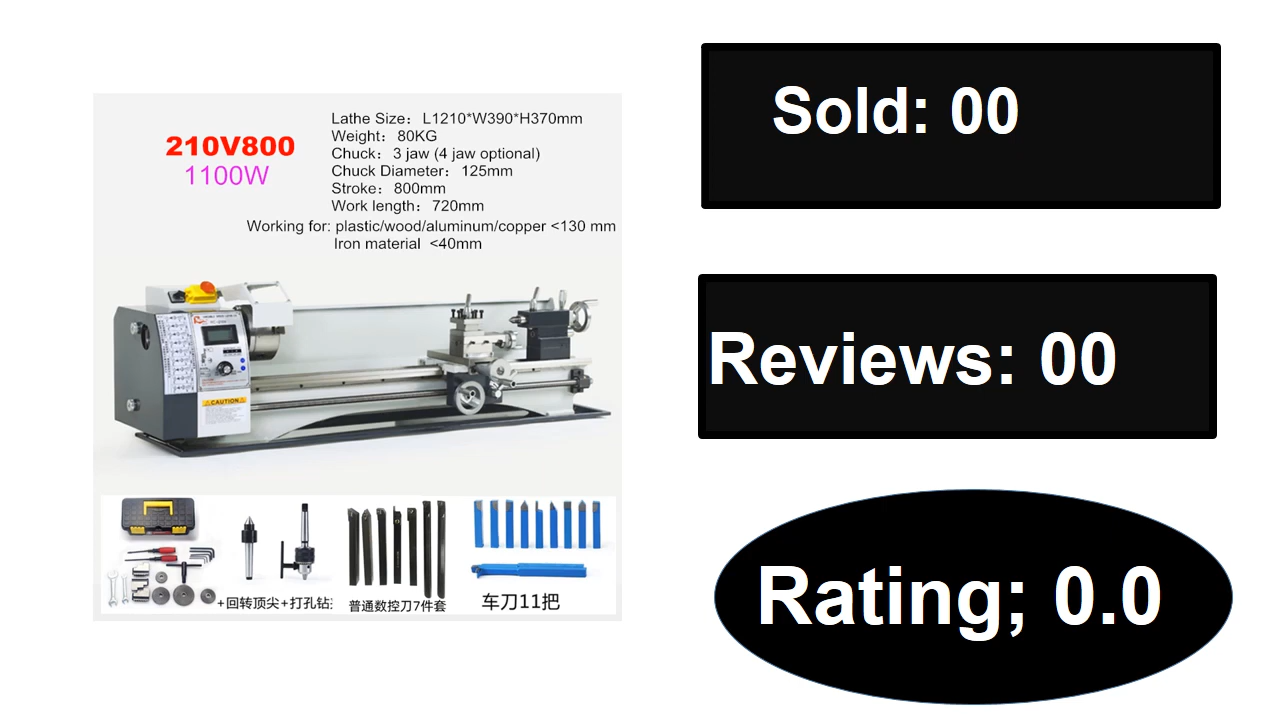 210V800
1100W
Lathe Size： L1210*W390*H370mm
Weight：80KG
Chuck：3 jaw (4 jaw optional)
Chuck Diameter：125mm
Stroke：800mm
Work length：720mm
Working for: plastic/wood/aluminum/copper <130 mm
Iron material <40mm
CAUTION
+回转顶尖+打孔钻
普通数控刀7件套
车刀11把
Sold: 00
Reviews: 00
Rating; 0.0